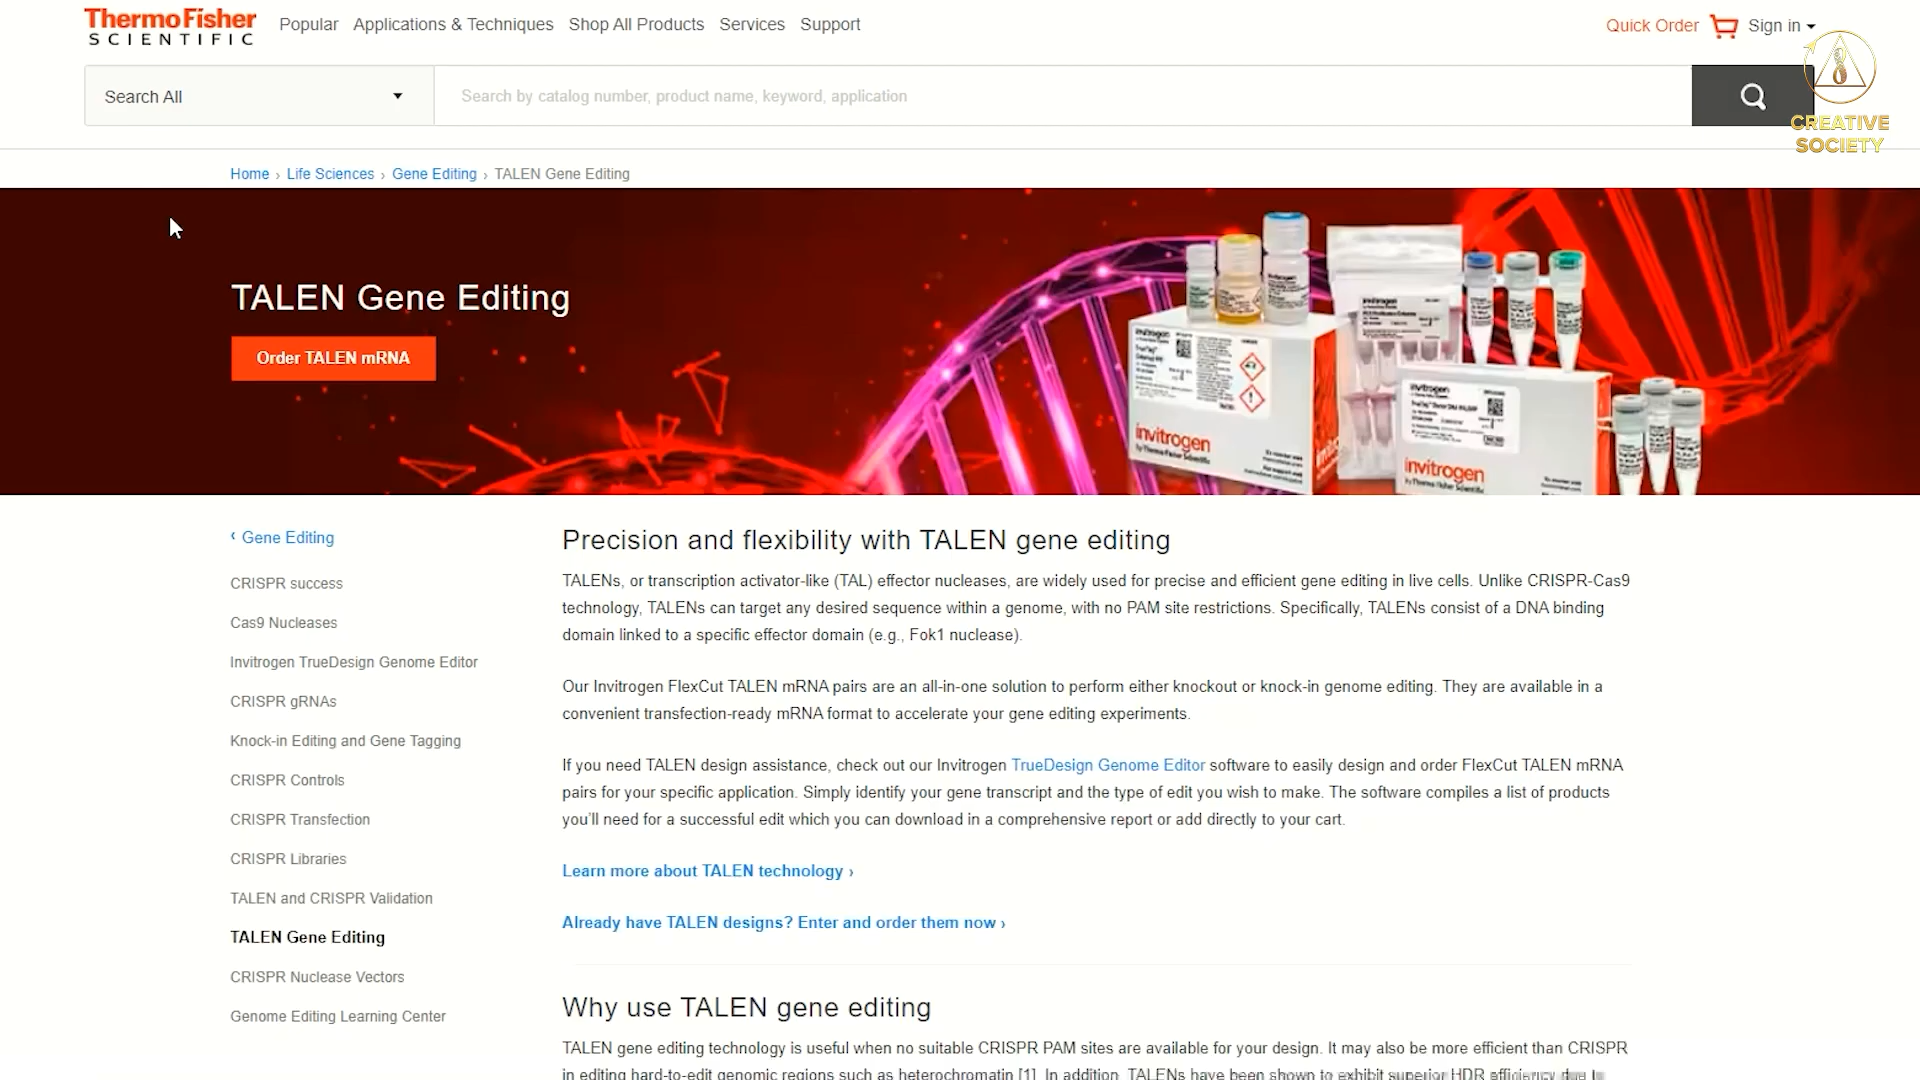 ThermoFisher
SCIENTIFIC
Popular Applications & Techniques Shop All Products Services Support
Quick Order Sign in
Search All
Search by catalog number, product name, keyword, application
CREATIVE
SOCIETY
Home › Life Sciences › Gene Editing › TALEN Gene Editing
TALEN Gene Editing
Order TALEN mRNA
invitrogen
by Thermo Fisher Scientific
invitrogen
invitrogen
invitrogen
by Thermo Fisher Scientific
‹ Gene Editing
CRISPR success
Cas9 Nucleases
Invitrogen TrueDesign Genome Editor
CRISPR gRNAs
Knock-in Editing and Gene Tagging
CRISPR Controls
CRISPR Transfection
CRISPR Libraries
TALEN and CRISPR Validation
TALEN Gene Editing
CRISPR Nuclease Vectors
Genome Editing Learning Center
Precision and flexibility with TALEN gene editing
TALENs, or transcription activator-like (TAL) effector nucleases, are widely used for precise and efficient gene editing in live cells. Unlike CRISPR-Cas9
technology, TALENs can target any desired sequence within a genome, with no PAM site restrictions. Specifically, TALENs consist of a DNA binding
domain linked to a specific effector domain (e.g., Fok1 nuclease).
Our Invitrogen FlexCut TALEN mRNA pairs are an all-in-one solution to perform either knockout or knock-in genome editing. They are available in a
convenient transfection-ready mRNA format to accelerate your gene editing experiments.
If you need TALEN design assistance, check out our Invitrogen TrueDesign Genome Editor software to easily design and order FlexCut TALEN mRNA
pairs for your specific application. Simply identify your gene transcript and the type of edit you wish to make. The software compiles a list of products
you'll need for a successful edit which you can download in a comprehensive report or add directly to your cart.
Learn more about TALEN technology ›
Already have TALEN designs? Enter and order them now ›
Why use TALEN gene editing
TALEN gene editing technology is useful when no suitable CRISPR PAM sites are available for your design. It may also be more efficient than CRISPR
in editing hard-to-edit genomic regions such as heterochromatin [1]. In addition, TALENs have been shown to exhibit superior HDR efficiency due to